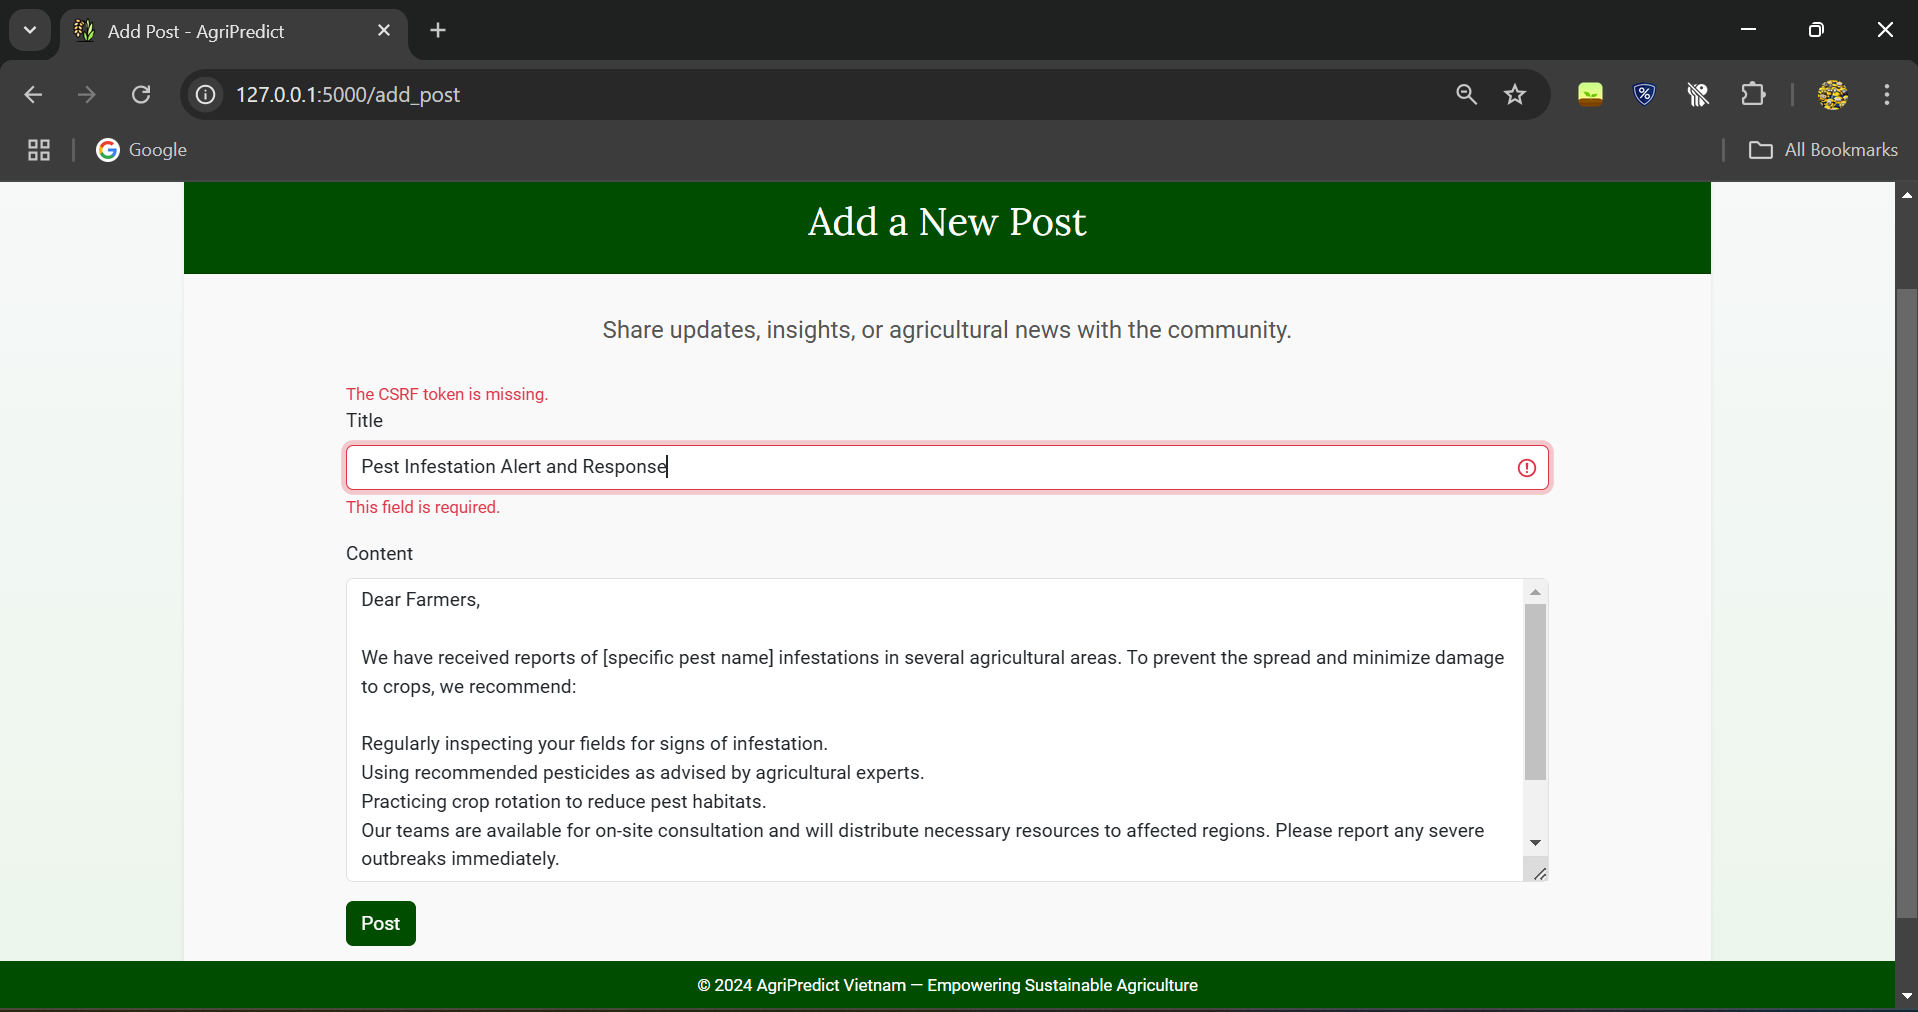 Add Post - AgriPredict
127.0.0.1:5000/add_post
Google
All Bookmarks
Add a New Post
Share updates, insights, or agricultural news with the community.
The CSRF token is missing.
Title
Pest Infestation Alert and Response
This field is required.
Content
Dear Farmers,
We have received reports of [specific pest name] infestations in several agricultural areas. To prevent the spread and minimize damage
to crops, we recommend:
Regularly inspecting your fields for signs of infestation.
Using recommended pesticides as advised by agricultural experts.
Practicing crop rotation to reduce pest habitats.
Our teams are available for on-site consultation and will distribute necessary resources to affected regions. Please report any severe
outbreaks immediately.
Post
© 2024 AgriPredict Vietnam — Empowering Sustainable Agriculture